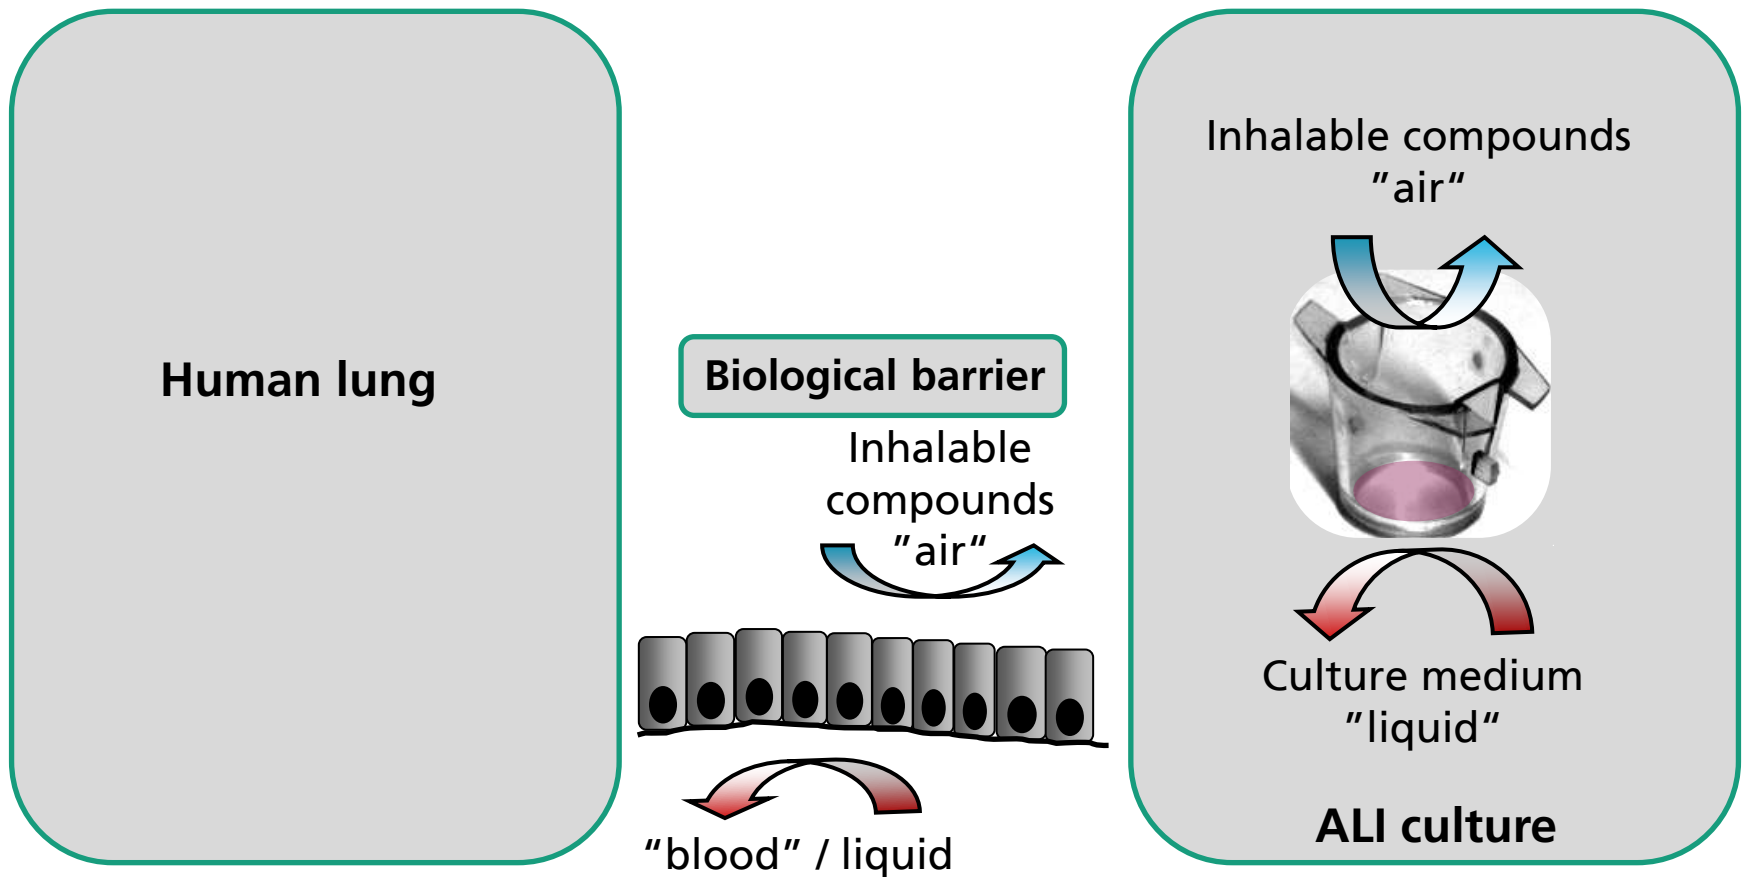 Human lung
Biological barrier
Inhalable
compounds
”air“
“blood” / liquid
Inhalable compounds
”air“
Culture medium
”liquid“
ALI culture